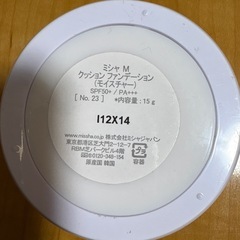 ミシャ M
クッション ファンデーション
(モイスチャー)
SPF50+ / PA+++
[ No. 23 ] *内容量:15g
I12X14
www.missha.co.jp 株式会社ミシャジャパン
東京都港区芝大門2-12-7
RBM芝パークビル4階
☎:0120-348-154
原産国 韓国
プラ